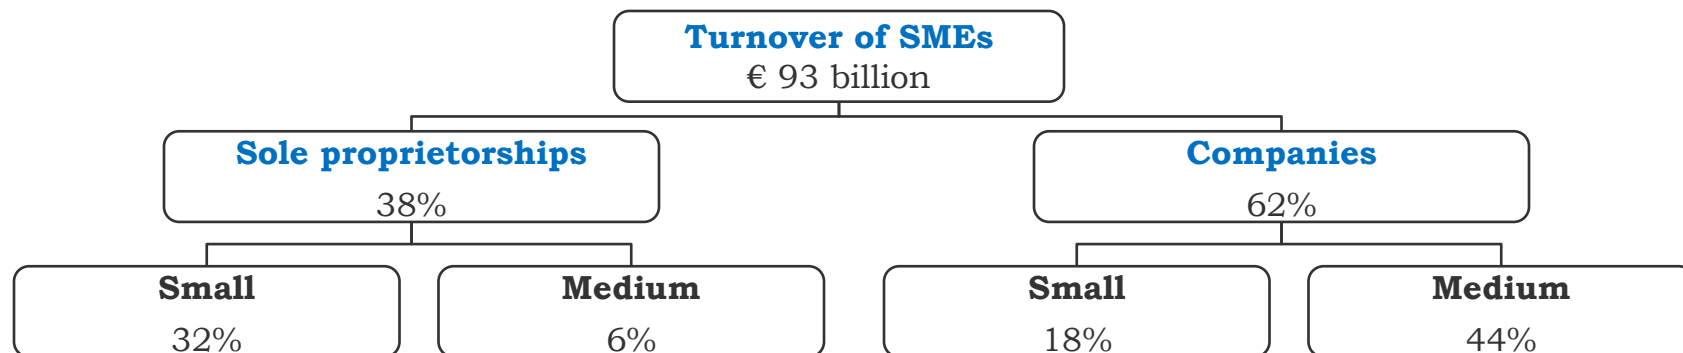 Turnover of SMEs
€ 93 billion
Sole proprietorships
38%
Companies
62%
Small
32%
Medium
6%
Small
18%
Medium
44%